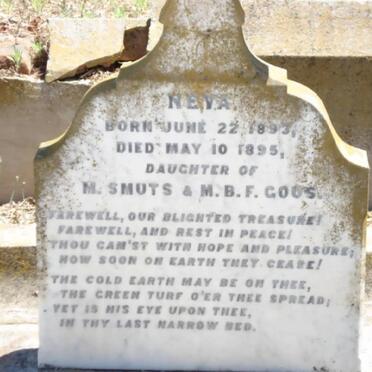 NEYA
BORN JUNE 22 1893,
DIED MAY 10 1895,
DAUGHTER OF
M. SMUTS & M. B. F. GOUS.
FAREWELL, OUR BLIGHTED TREASURE!
FAREWELL, AND REST IN PEACE!
THOU CAM'ST WITH HOPE AND PLEASURE;
HOW SOON ON EARTH THEY CEASE!
THE COLD EARTH MAY BE ON THEE,
THE GREEN TURF O'ER THEE SPREAD;
YET IS HIS EYE UPON THEE,
IN THY LAST NARROW BED.